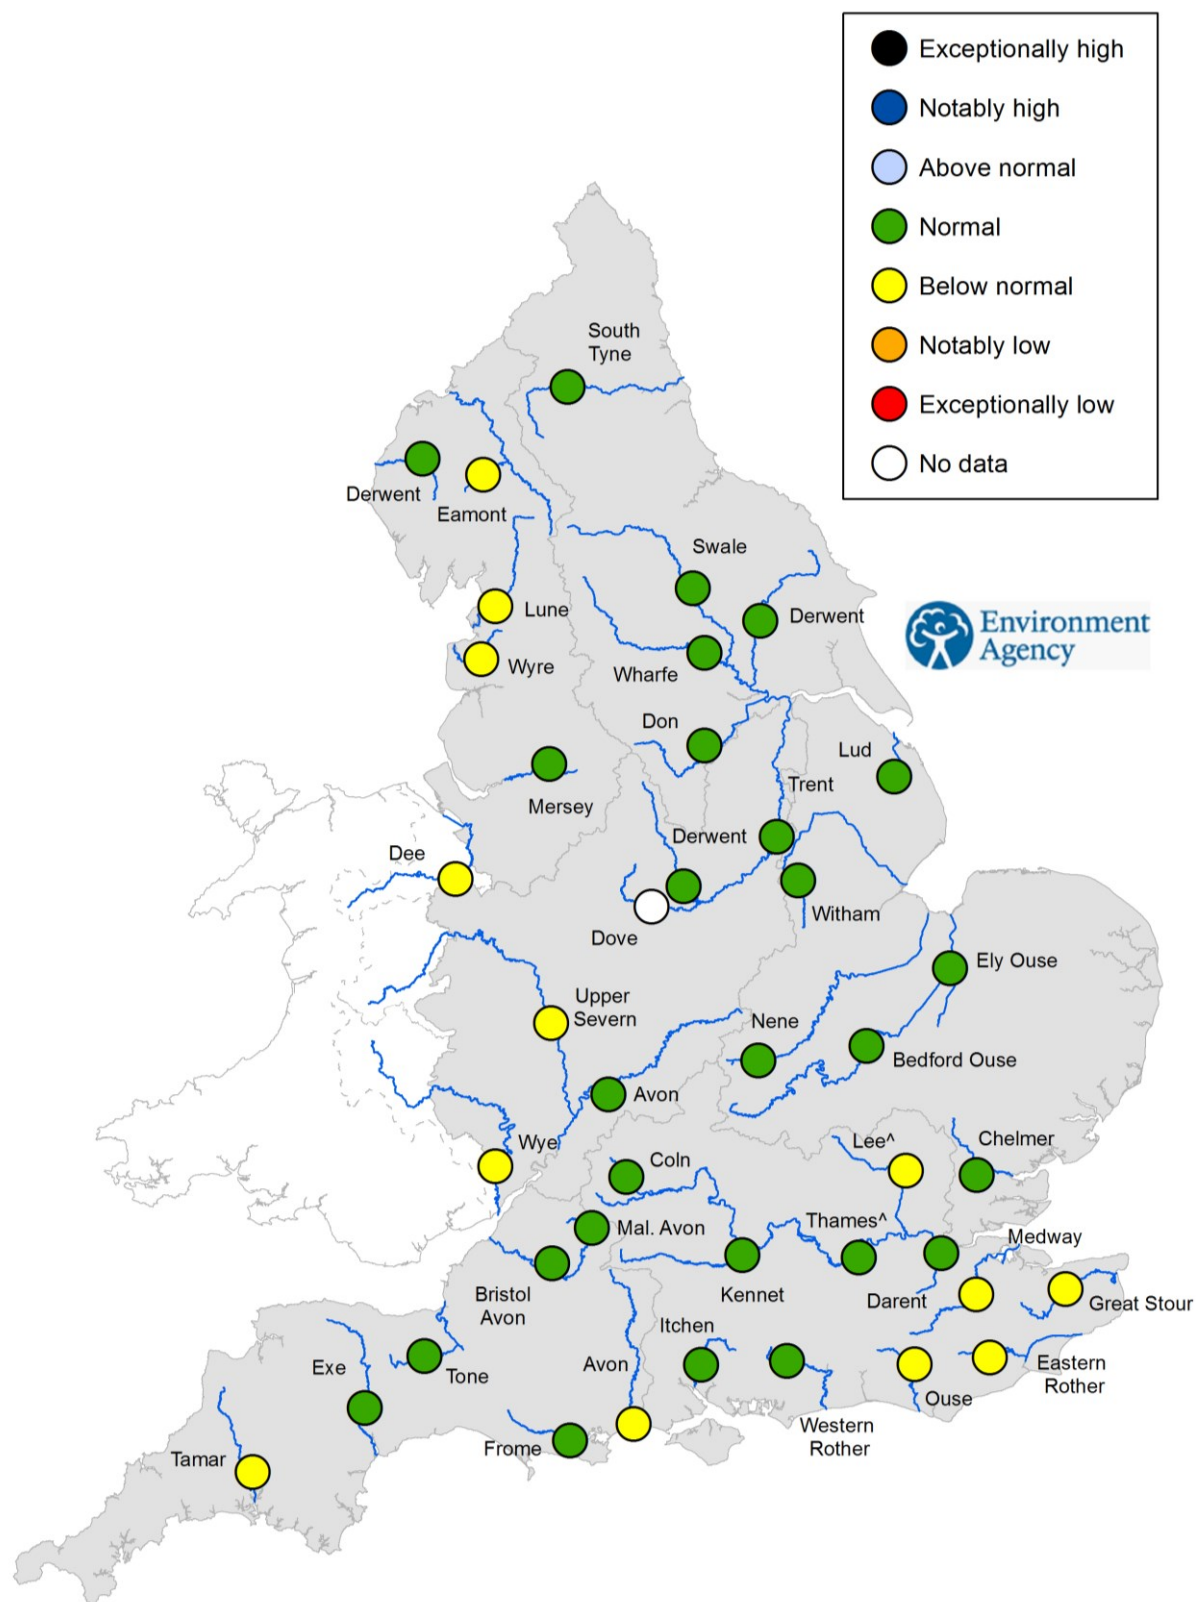 Exceptionally high
Notably high
Above normal
Normal
Below normal
Notably low
Exceptionally low
No data
South
Tyne
Derwent
Eamont
Swale
Lune
Derwent
Environment
Agency
Wyre
Wharfe
Don
Lud
Trent
Mersey
Derwent
Dee
Witham
Dove
Ely Ouse
Upper
Severn
Nene
Bedford Ouse
Avon
Wye
Lee^
Chelmer
Coln
Mal. Avon
Thames^
Medway
Bristol
Avon
Kennet
Darent
Great Stour
Itchen
Exe
Tone
Avon
Eastern
Rother
Ouse
Western
Rother
Frome
Tamar